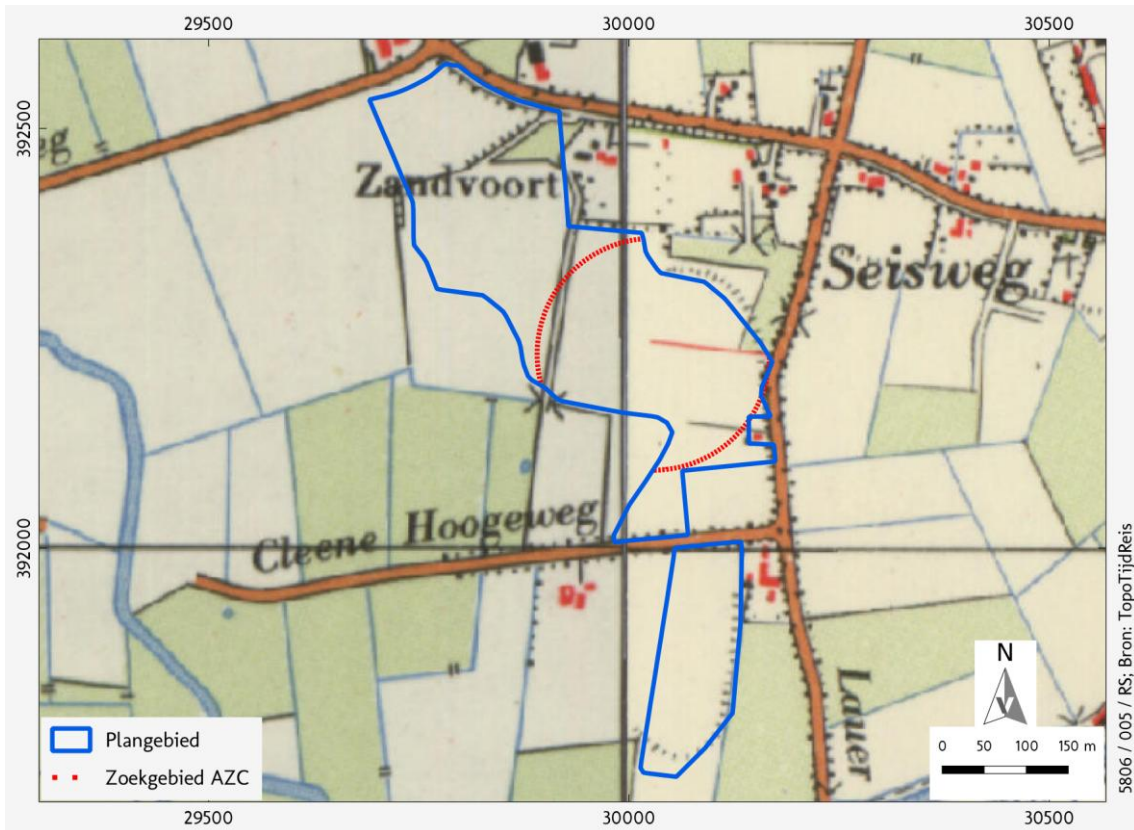 29500 30000 30500
392500
eg
Zandvoort
Seisweg
Cleene Hoogeweg
392000
Lauer
N
Plangebied
Zoekgebied AZC
0 50 100 150 m
29500 30000 30500
5806 / 005 / RS; Bron: TopoTijdReis